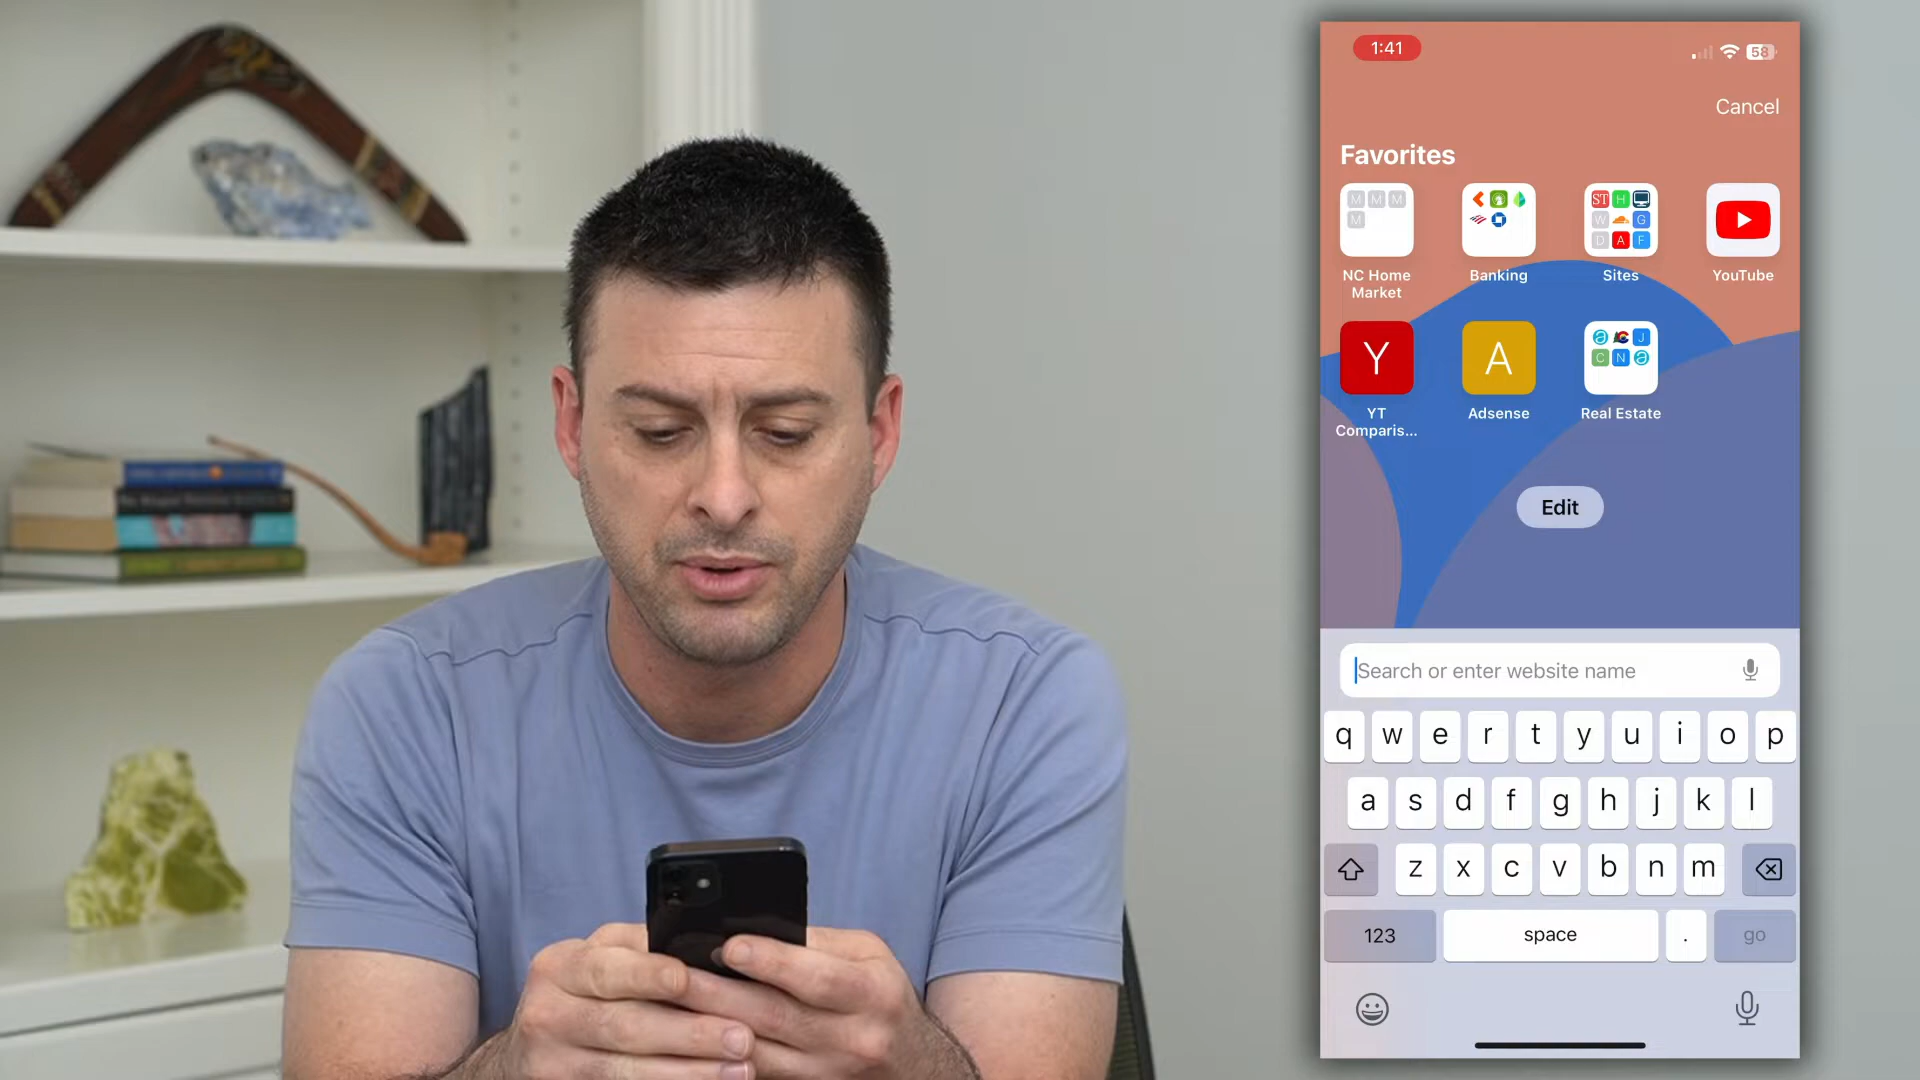 1:41
58
Cancel
Favorites
M M M
M
ST H
W G
D A F
NC Home
Market
Banking
Sites
YouTube
Y
A
J
C N
YT
Comparis...
Adsense
Real Estate
Edit
Search or enter website name
q w e r t y u i o p
a s d f g h j k l
z x c v b n m
123 space . go